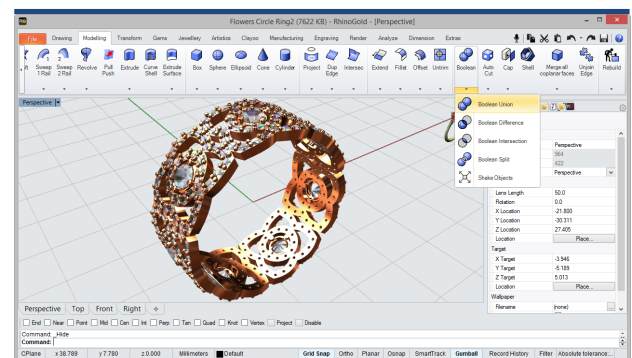 Flowers Circle Ring2 (7622 KB) - RhinoGold - [Perspective]
File Drawing Modelling Transform Gems Jewellery Artistics Clayoo Manufacturing Engraving Render Analyze Dimension Extras
Sweep 1 Rail Sweep 2 Rail Revolve Pull Push Extrude Curve Shell Extrude Surface Box Sphere Ellipsoid Cone Cylinder Project Dup Edge Intersec Extend Fillet Offset Untrim Boolean Auto Cut Cap Shell Merge all coplanar faces Unjoin Edge Rebuild
Perspective
Boolean Union
Boolean Difference
Boolean Intersection
Boolean Split
Shake Objects
Perspective
964
422
Perspective
Lens Length 50.0
Rotation 0.0
X Location -21.800
Y Location -30.311
Z Location 27.405
Location Place...
Target
X Target -3.946
Y Target -5.189
Z Target 5.013
Location Place...
Wallpaper
Filename (none)
Perspective Top Front Right
End Near Point Mid Cen Int Perp Tan Quad Knot Vertex Project Disable
Command: _Hide
Command:
CPlane x 38.789 y 7.780 z 0.000 Millimeters Default Grid Snap Ortho Planar Osnap SmartTrack Gumball Record History Filter Absolute tolerance:...